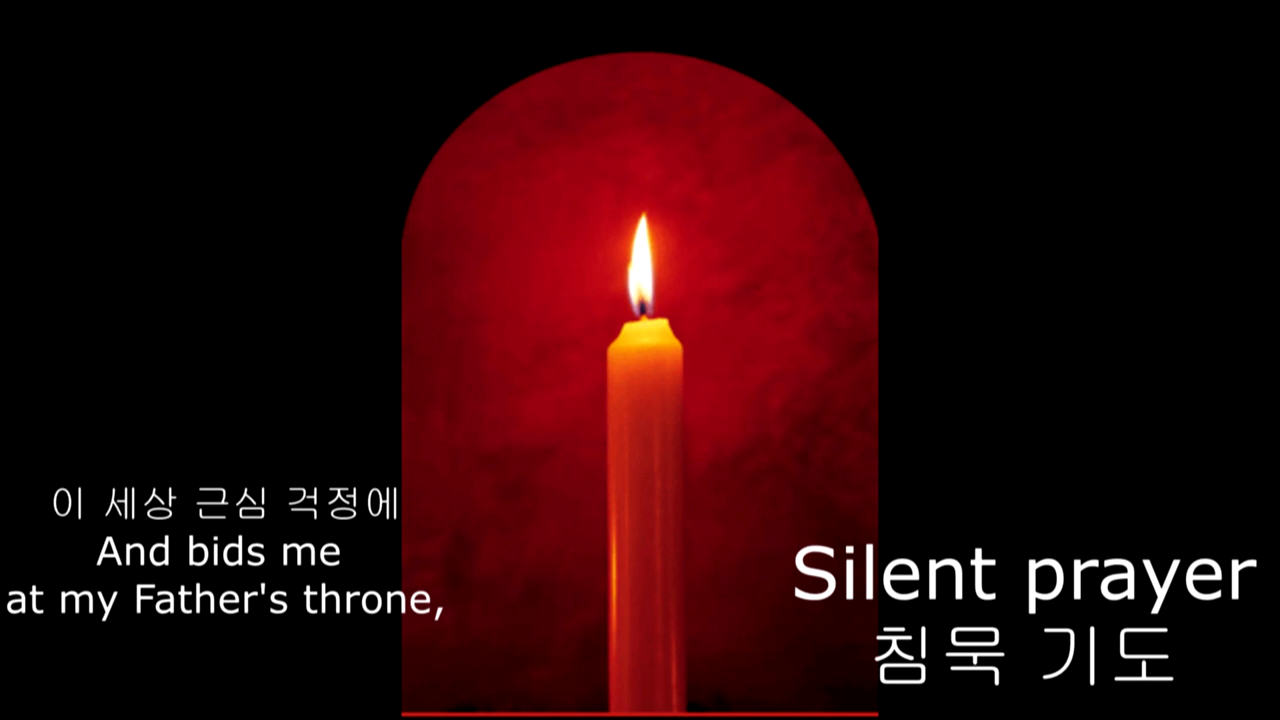 이 세상 근심 걱정에
And bids me
at my Father's throne,
Silent prayer
침묵 기도